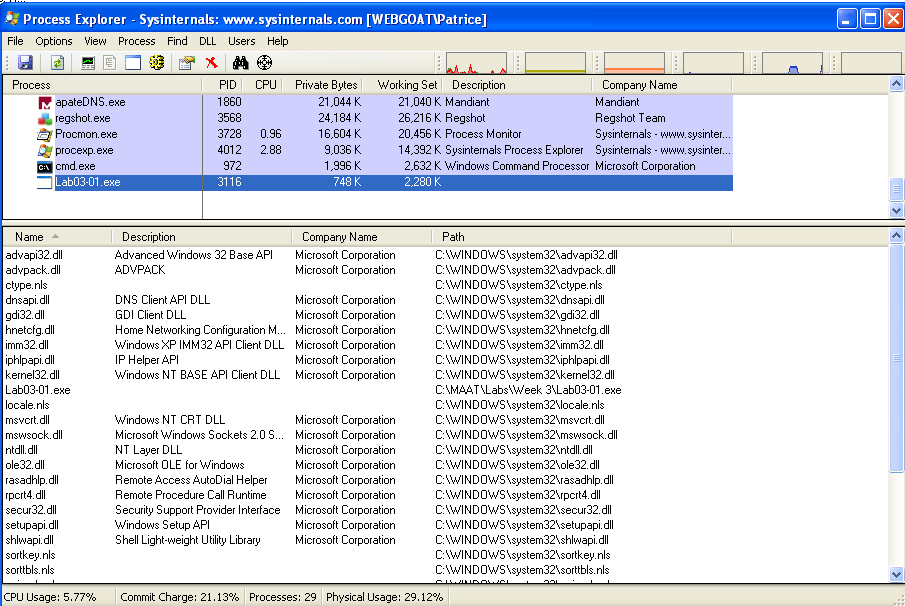 Process Explorer - Sysinternals: www.sysinternals.com [WEBGOAT\Patrice]
File Options View Process Find DLL Users Help
Process PID CPU Private Bytes Working Set Description Company Name
apateDNS.exe 1860 21,044 K 21,040 K Mandiant Mandiant
regshot.exe 3568 24,184 K 26,216 K Regshot Regshot Team
Procmon.exe 3728 0.96 16,604 K 20,456 K Process Monitor Sysinternals - www.sysinter...
procexp.exe 4012 2.88 9,036 K 14,392 K Sysinternals Process Explorer Sysinternals - www.sysinter...
cmd.exe 972 1,996 K 2,632 K Windows Command Processor Microsoft Corporation
Lab03-01.exe 3116 748 K 2,280 K
Name Description Company Name Path
advapi32.dll Advanced Windows 32 Base API Microsoft Corporation C:\WINDOWS\system32\advapi32.dll
advpack.dll ADVPACK Microsoft Corporation C:\WINDOWS\system32\advpack.dll
ctype.nls C:\WINDOWS\system32\ctype.nls
dnsapi.dll DNS Client API DLL Microsoft Corporation C:\WINDOWS\system32\dnsapi.dll
gdi32.dll GDI Client DLL Microsoft Corporation C:\WINDOWS\system32\gdi32.dll
hnetcfg.dll Home Networking Configuration M... Microsoft Corporation C:\WINDOWS\system32\hnetcfg.dll
imm32.dll Windows XP IMM32 API Client DLL Microsoft Corporation C:\WINDOWS\system32\imm32.dll
iphlpapi.dll IP Helper API Microsoft Corporation C:\WINDOWS\system32\iphlpapi.dll
kernel32.dll Windows NT BASE API Client DLL Microsoft Corporation C:\WINDOWS\system32\kernel32.dll
Lab03-01.exe C:\MAAT\Labs\Week 3\Lab03-01.exe
locale.nls C:\WINDOWS\system32\locale.nls
msvcrt.dll Windows NT CRT DLL Microsoft Corporation C:\WINDOWS\system32\msvcrt.dll
mswsock.dll Microsoft Windows Sockets 2.0 S... Microsoft Corporation C:\WINDOWS\system32\mswsock.dll
ntdll.dll NT Layer DLL Microsoft Corporation C:\WINDOWS\system32\ntdll.dll
ole32.dll Microsoft OLE for Windows Microsoft Corporation C:\WINDOWS\system32\ole32.dll
rasadhlp.dll Remote Access AutoDial Helper Microsoft Corporation C:\WINDOWS\system32\rasadhlp.dll
rpcrt4.dll Remote Procedure Call Runtime Microsoft Corporation C:\WINDOWS\system32\rpcrt4.dll
secur32.dll Security Support Provider Interface Microsoft Corporation C:\WINDOWS\system32\secur32.dll
setupapi.dll Windows Setup API Microsoft Corporation C:\WINDOWS\system32\setupapi.dll
shlwapi.dll Shell Light-weight Utility Library Microsoft Corporation C:\WINDOWS\system32\shlwapi.dll
sortkey.nls C:\WINDOWS\system32\sortkey.nls
sorttbls.nls C:\WINDOWS\system32\sorttbls.nls
CPU Usage: 5.77% Commit Charge: 21.13% Processes: 29 Physical Usage: 29.12%